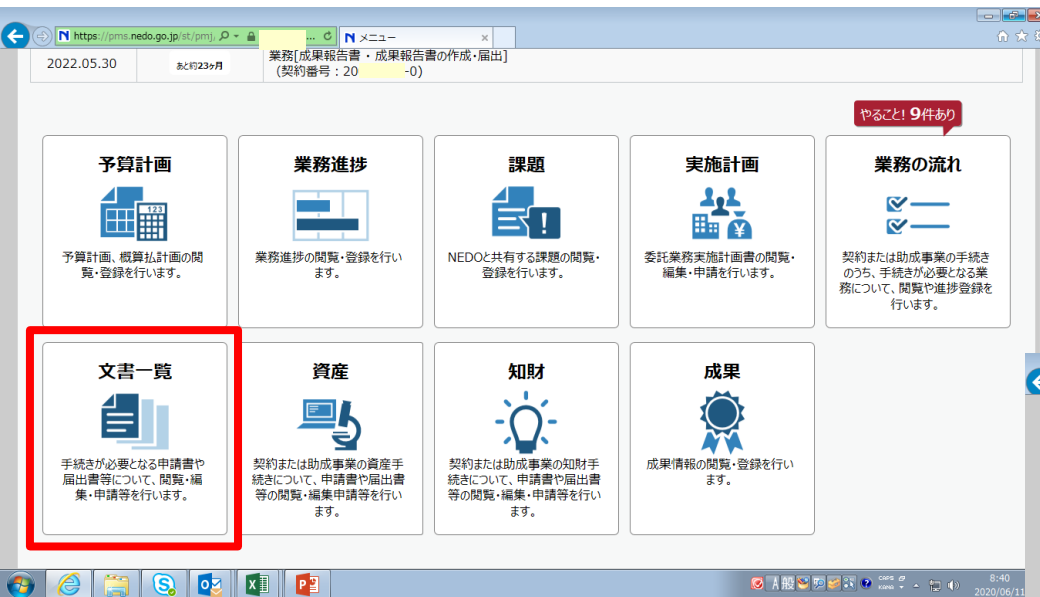 https://pms.nedo.go.jp/st/pmj
...
メニュー
2022.05.30
あと約23ヶ月
業務[成果報告書・成果報告書の作成・届出]
(契約番号：20 -0)
やること! 9件あり
予算計画
123
予算計画、概算払計画の閲
覧・登録を行います。
業務進捗
業務進捗の閲覧・登録を行い
ます。
課題
NEDOと共有する課題の閲覧・
登録を行います。
実施計画
¥
委託業務実施計画書の閲覧・
編集・申請を行います。
業務の流れ
契約または助成事業の手続き
のうち、手続きが必要となる業
務について、閲覧や進捗登録を
行います。
文書一覧
手続きが必要となる申請書や
届出書等について、閲覧・編
集・申請等を行います。
資産
契約または助成事業の資産手
続きについて、申請書や届出書
等の閲覧・編集申請等を行い
ます。
知財
契約または助成事業の知財手
続きについて、申請書や届出書
等の閲覧・編集・申請等を行い
ます。
成果
成果情報の閲覧・登録を行い
ます。
A 般
CAPS
KANA
8:40
2020/06/11